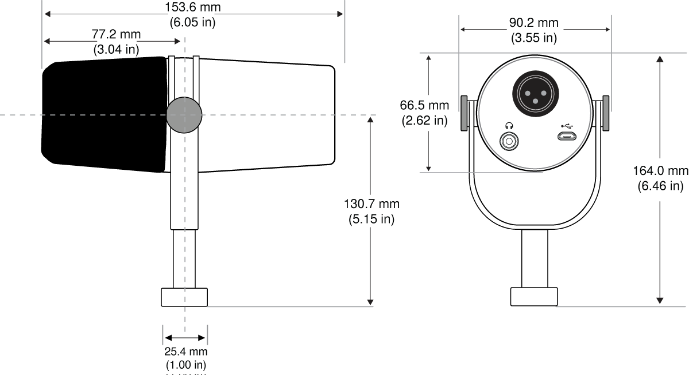 153.6 mm
(6.05 in)
77.2 mm
(3.04 in)
130.7 mm
(5.15 in)
25.4 mm
(1.00 in)
90.2 mm
(3.55 in)
66.5 mm
(2.62 in)
164.0 mm
(6.46 in)